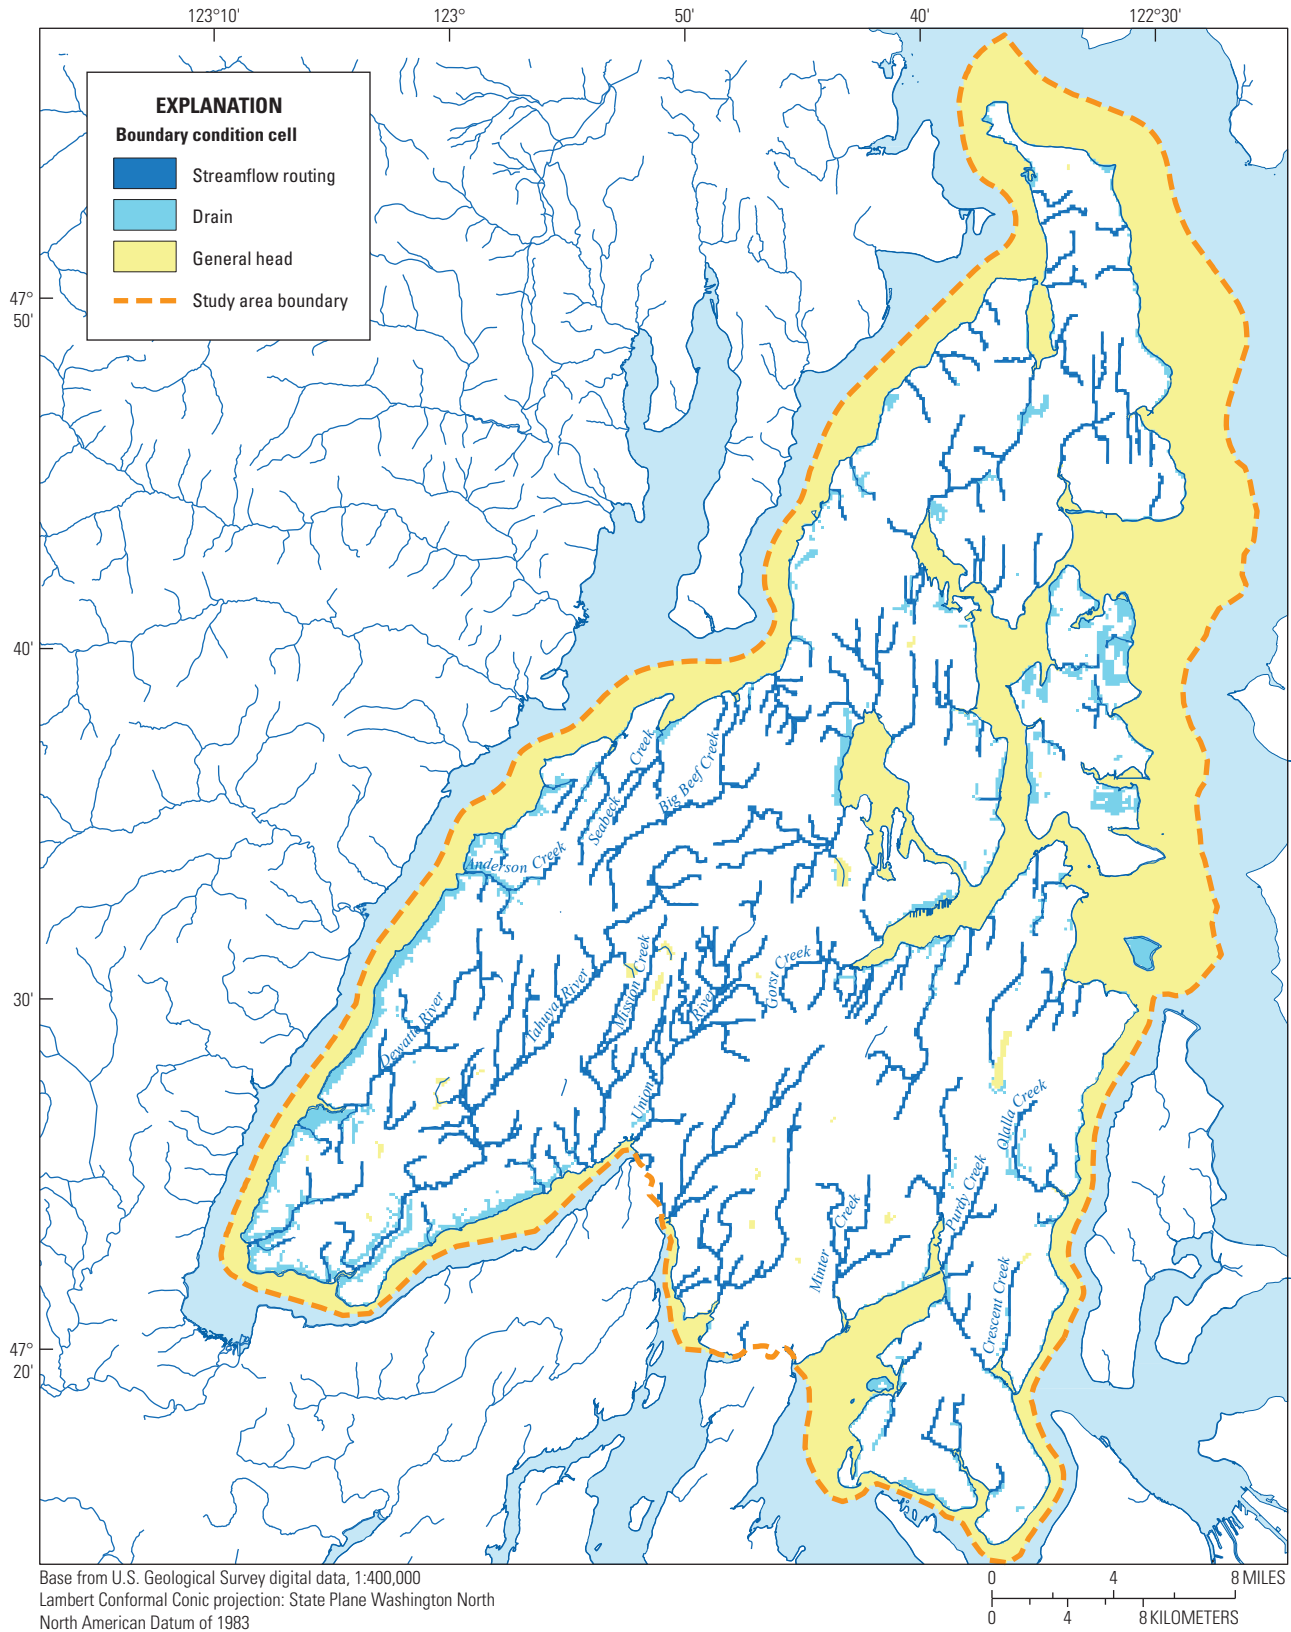 123°10'
123°
50'
40'
122°30'
EXPLANATION
Boundary condition cell
Streamflow routing
Drain
General head
Study area boundary
47°
50'
40'
30'
47°
20'
Seabeck Creek
Big Beef Creek
Anderson Creek
Dewatto River
Tahuya River
Mission Creek
Union River
Gorst Creek
Olalla Creek
Purdy Creek
Minter Creek
Crescent Creek
Base from U.S. Geological Survey digital data, 1:400,000
Lambert Conformal Conic projection: State Plane Washington North
North American Datum of 1983
0 4 8 MILES
0 4 8 KILOMETERS